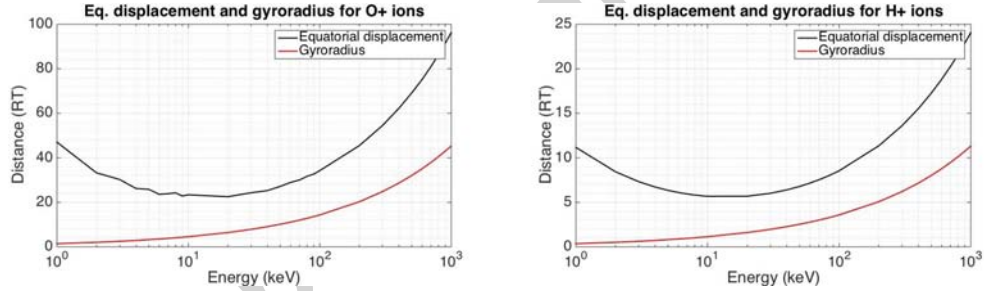 Eq. displacement and gyroradius for O+ ions
Equatorial displacement
Gyroradius
Distance (RT)
100
80
60
40
20
0
10^0
10^1
10^2
10^3
Energy (keV)
Eq. displacement and gyroradius for H+ ions
Equatorial displacement
Gyroradius
Distance (RT)
25
20
15
10
5
0
10^0
10^1
10^2
10^3
Energy (keV)